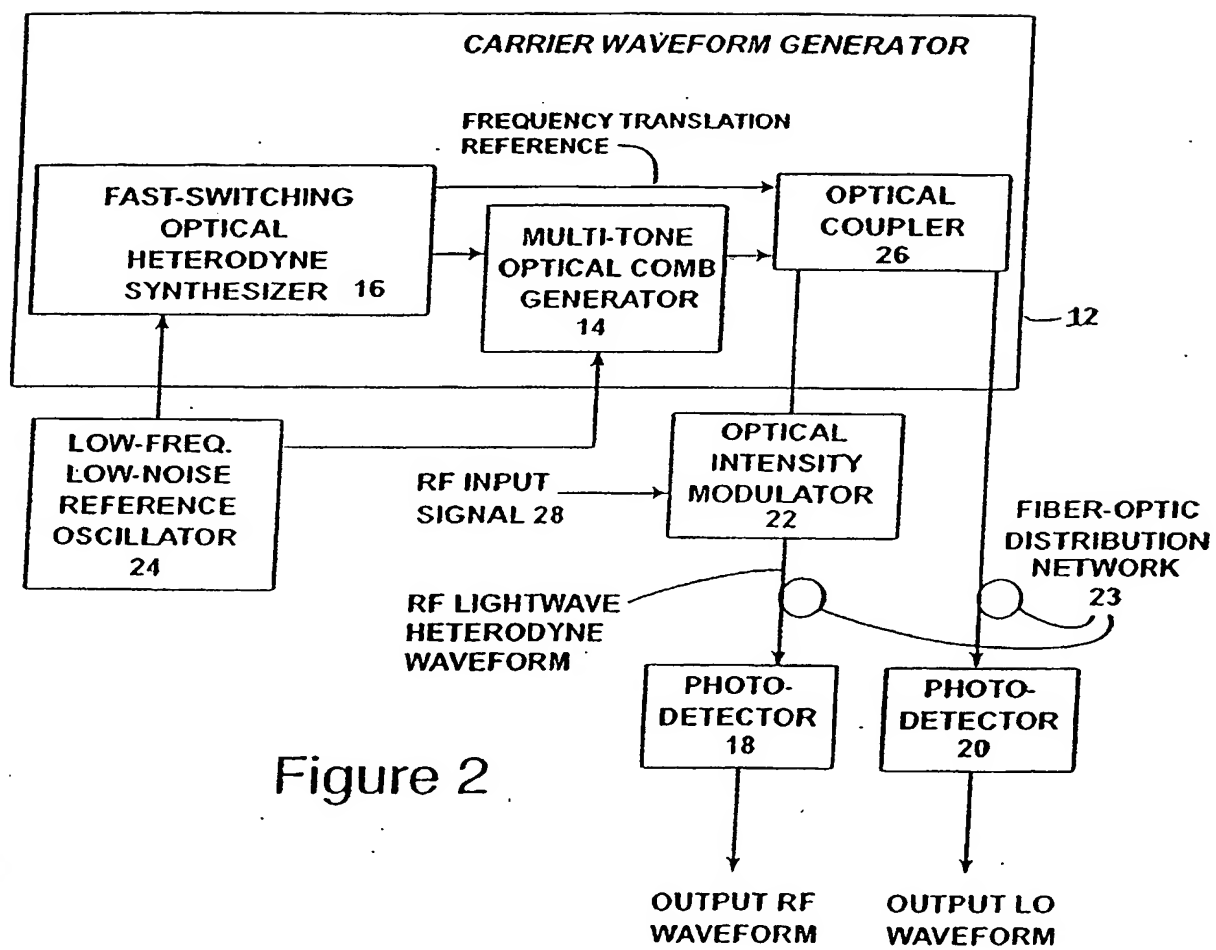 CARRIER WAVEFORM GENERATOR
FREQUENCY TRANSLATION
REFERENCE
FAST-SWITCHING
OPTICAL
HETERODYNE
SYNTHESIZER 16
MULTI-TONE
OPTICAL COMB
GENERATOR
14
OPTICAL
COUPLER
26
12
LOW-FREQ.
LOW-NOISE
REFERENCE
OSCILLATOR
24
RF INPUT
SIGNAL 28
OPTICAL
INTENSITY
MODULATOR
22
FIBER-OPTIC
DISTRIBUTION
NETWORK
23
RF LIGHTWAVE
HETERODYNE
WAVEFORM
PHOTO-
DETECTOR
18
PHOTO-
DETECTOR
20
Figure 2
OUTPUT RF
WAVEFORM
OUTPUT LO
WAVEFORM